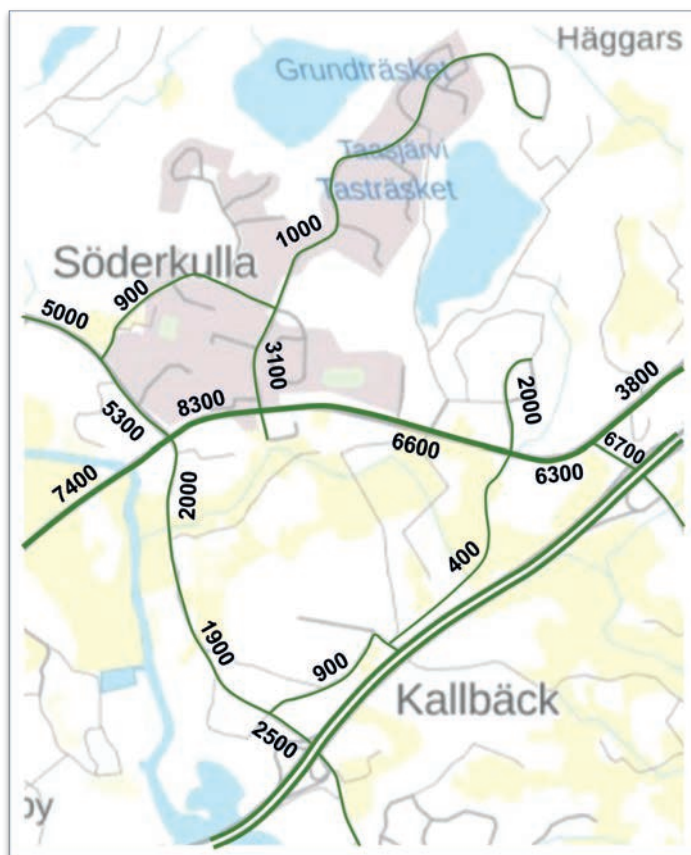 Häggars
Grundträsket
Taasjärvi
Tasträsket
1000
Söderkulla
900
5000
3100
3800
2000
8300
5300
6600
6700
6300
7400
2000
400
1900
900
Kallbäck
2500
by